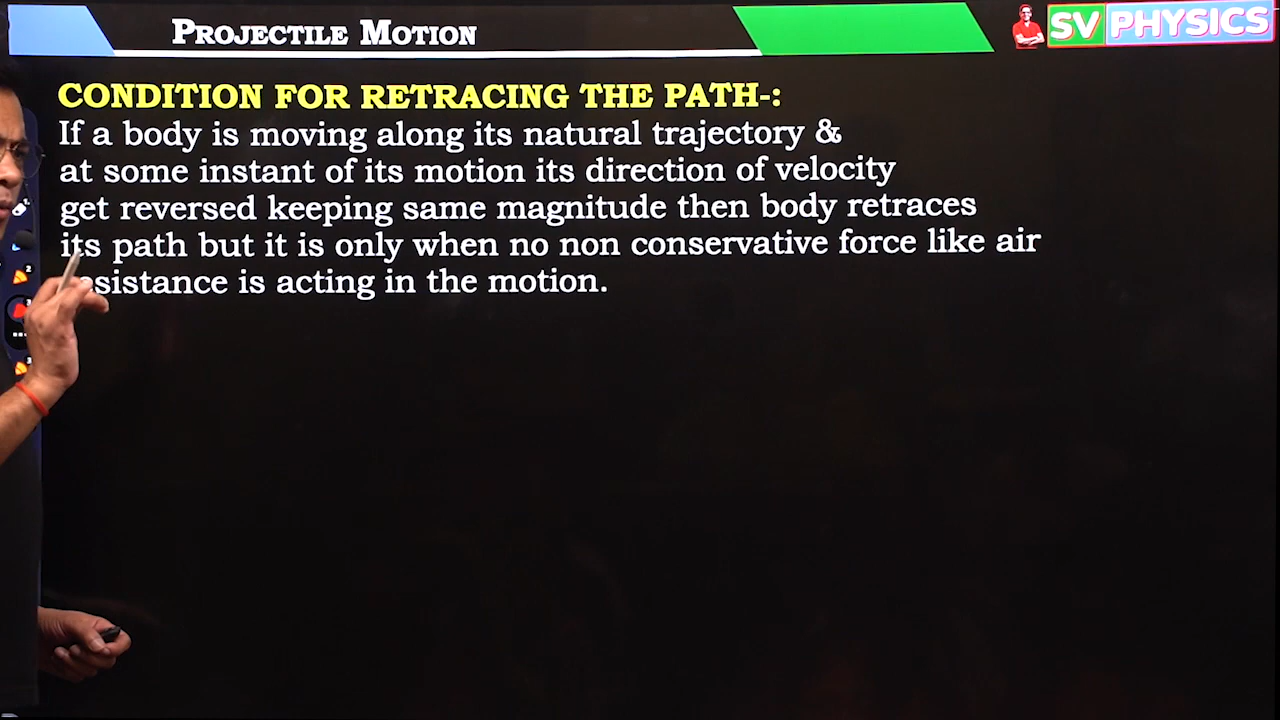 PROJECTILE MOTION
SV PHYSICS
CONDITION FOR RETRACING THE PATH-:
If a body is moving along its natural trajectory &
at some instant of its motion its direction of velocity
get reversed keeping same magnitude then body retraces
its path but it is only when no non conservative force like air
is acting in the motion.